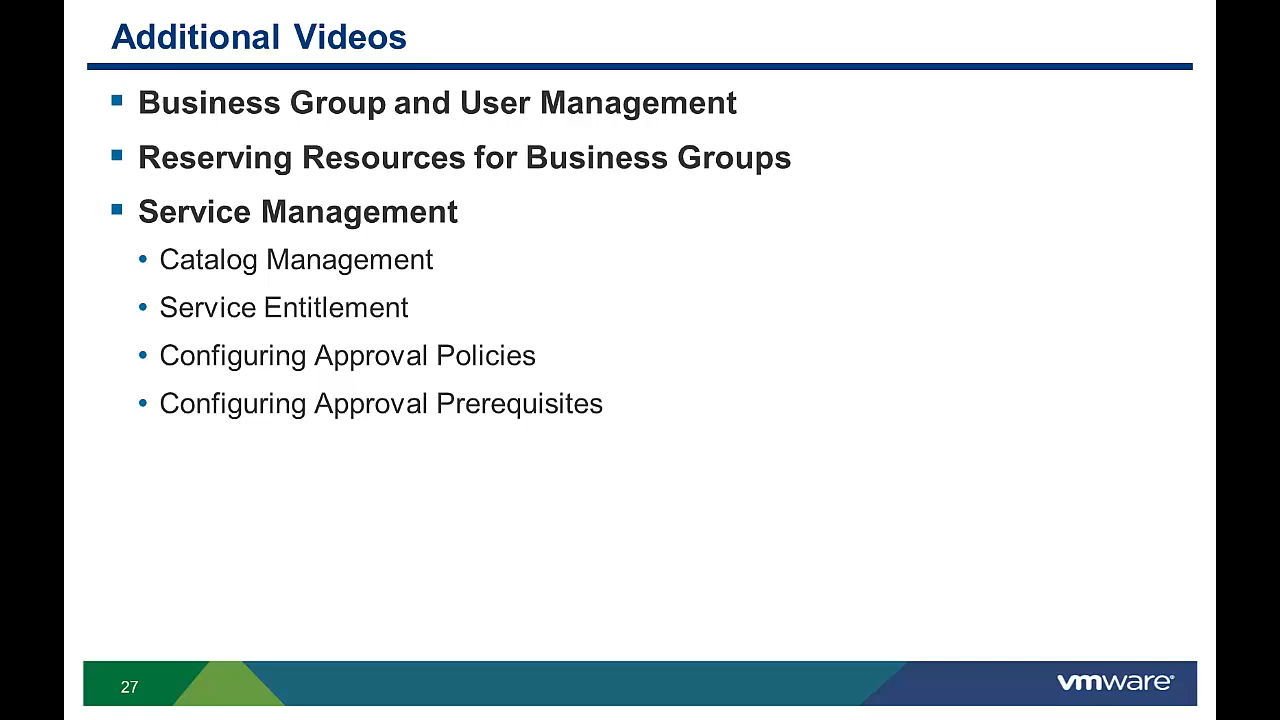 Additional Videos
Business Group and User Management
Reserving Resources for Business Groups
Service Management
Catalog Management
Service Entitlement
Configuring Approval Policies
Configuring Approval Prerequisites
27
vmware®